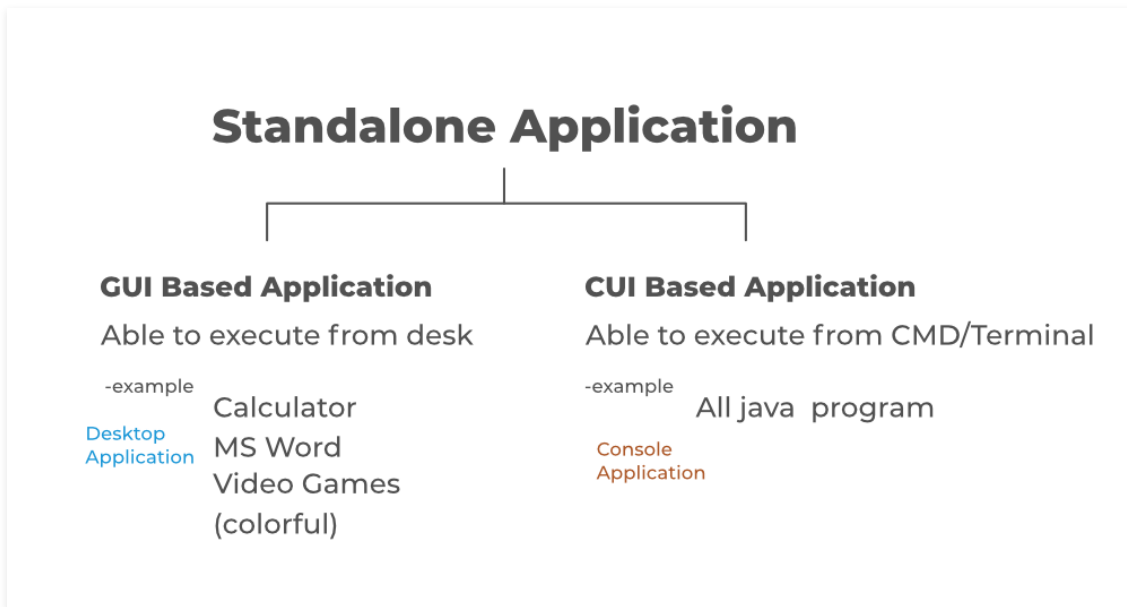 Standalone Application
GUI Based Application
Able to execute from desk
-example
Calculator
Desktop
Application
MS Word
Video Games
(colorful)
CUI Based Application
Able to execute from CMD/Terminal
-example
All java program
Console
Application